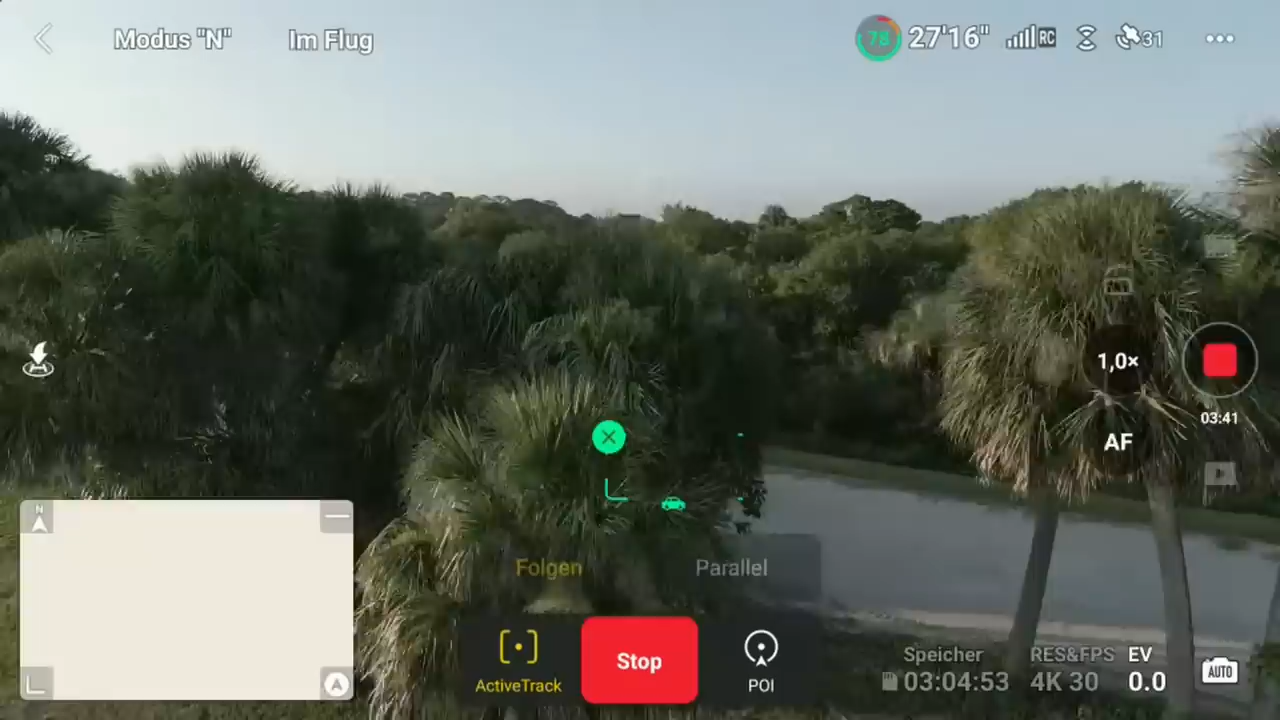 Modus "N"
Im Flug
78
27'16"
RC
31
1,0×
03:41
AF
N
Folgen
Parallel
ActiveTrack
Stop
POI
Speicher
03:04:53
RES&FPS
4K 30
EV
0.0
AUTO